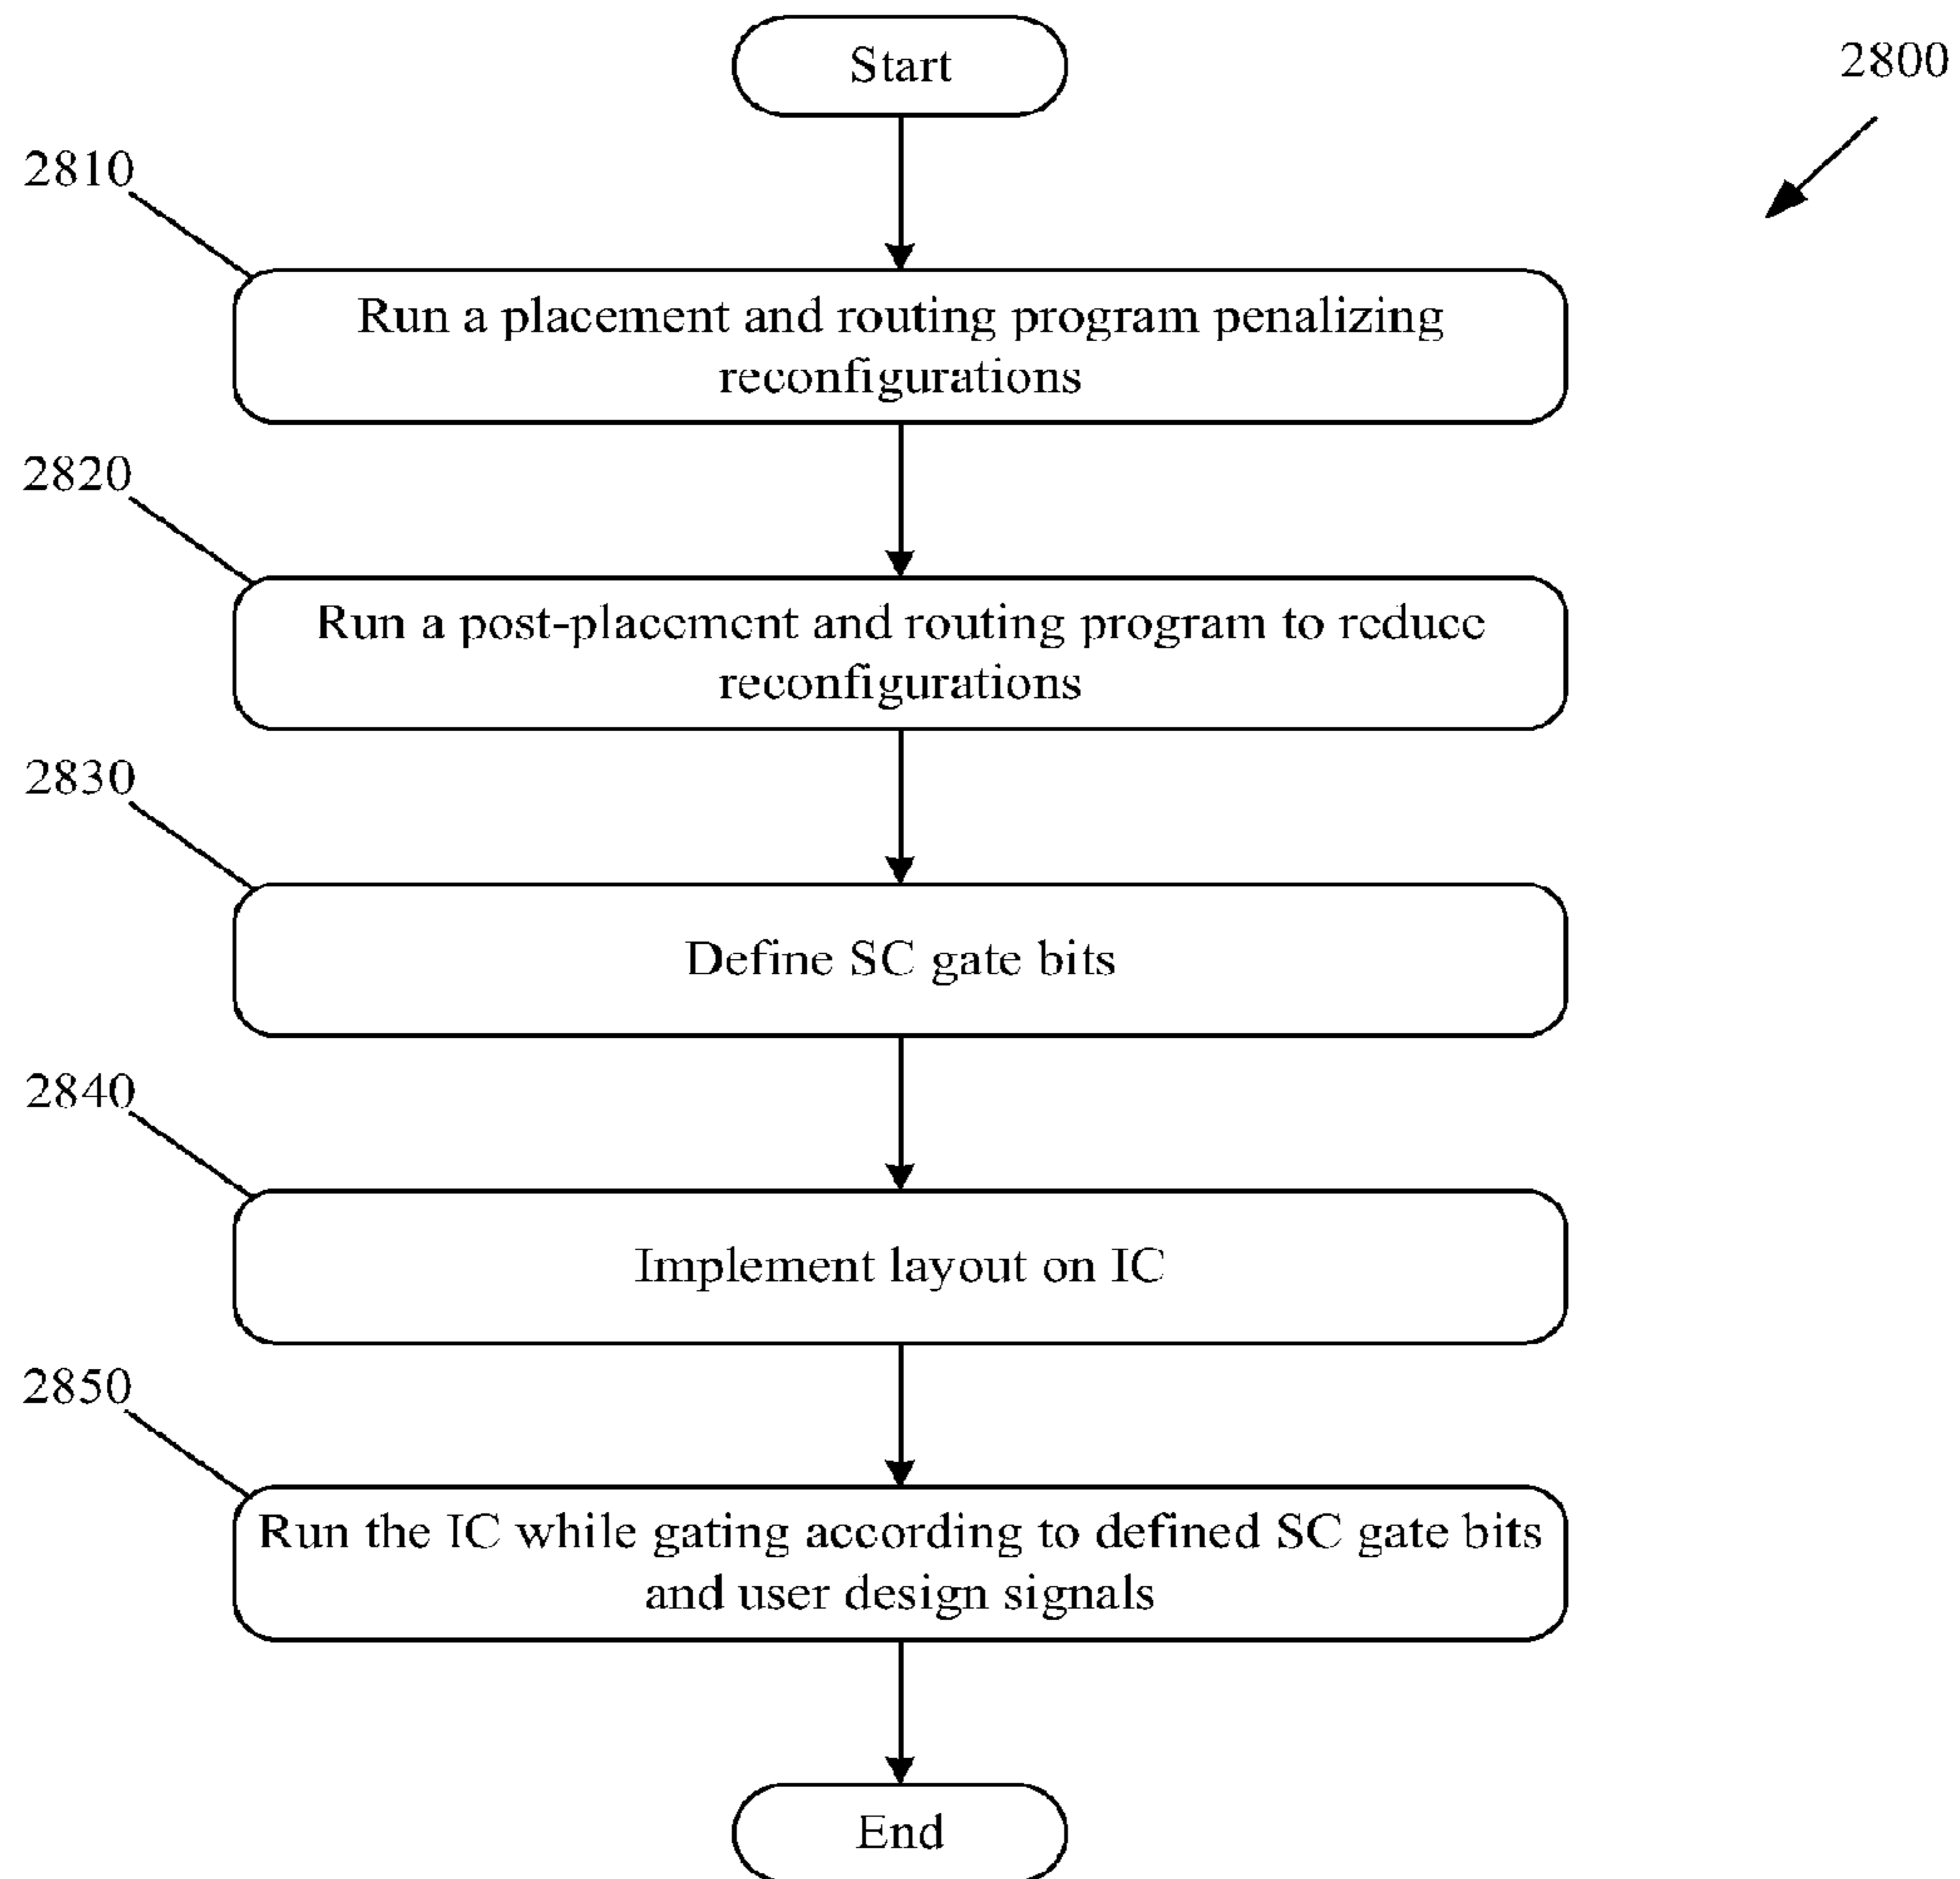 Start
2800
2810
Run a placement and routing program penalizing
reconfigurations
2820
Run a post-placement and routing program to reduce
reconfigurations
2830
Define SC gate bits
2840
Implement layout on IC
2850
Run the IC while gating according to defined SC gate bits
and user design signals
End